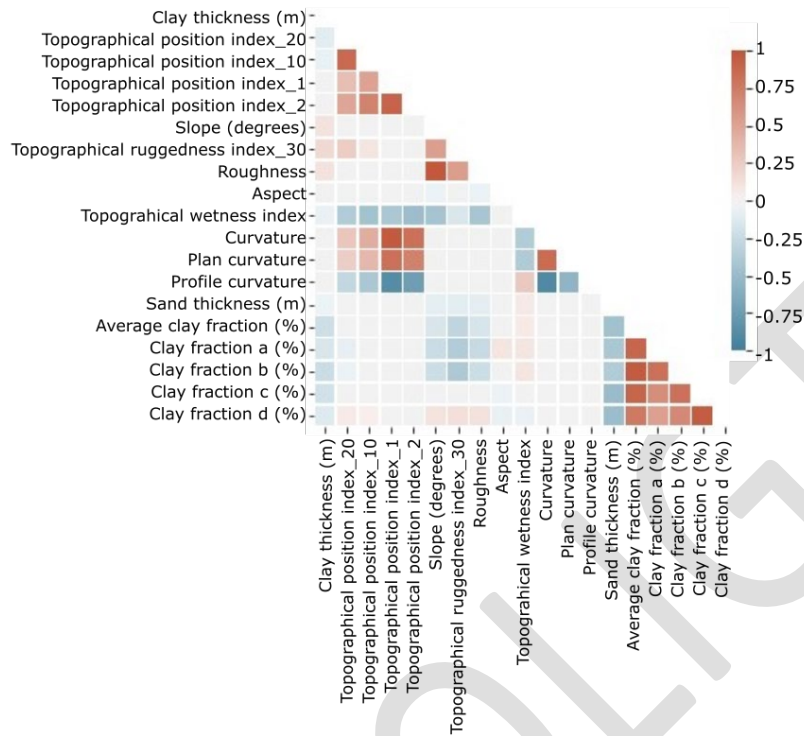 Clay thickness (m)
Topographical position index_20
Topographical position index_10
Topographical position index_1
Topographical position index_2
Slope (degrees)
Topographical ruggedness index_30
Roughness
Aspect
Topograhical wetness index
Curvature
Plan curvature
Profile curvature
Sand thickness (m)
Average clay fraction (%)
Clay fraction a (%)
Clay fraction b (%)
Clay fraction c (%)
Clay fraction d (%)
1
0.75
0.5
0.25
0
-0.25
-0.5
-0.75
-1
Clay thickness (m)
Topographical position index_20
Topographical position index_10
Topographical position index_1
Topographical position index_2
Slope (degrees)
Topographical ruggedness index_30
Roughness
Aspect
Topograhical wetness index
Curvature
Plan curvature
Profile curvature
Sand thickness (m)
Average clay fraction (%)
Clay fraction a (%)
Clay fraction b (%)
Clay fraction c (%)
Clay fraction d (%)